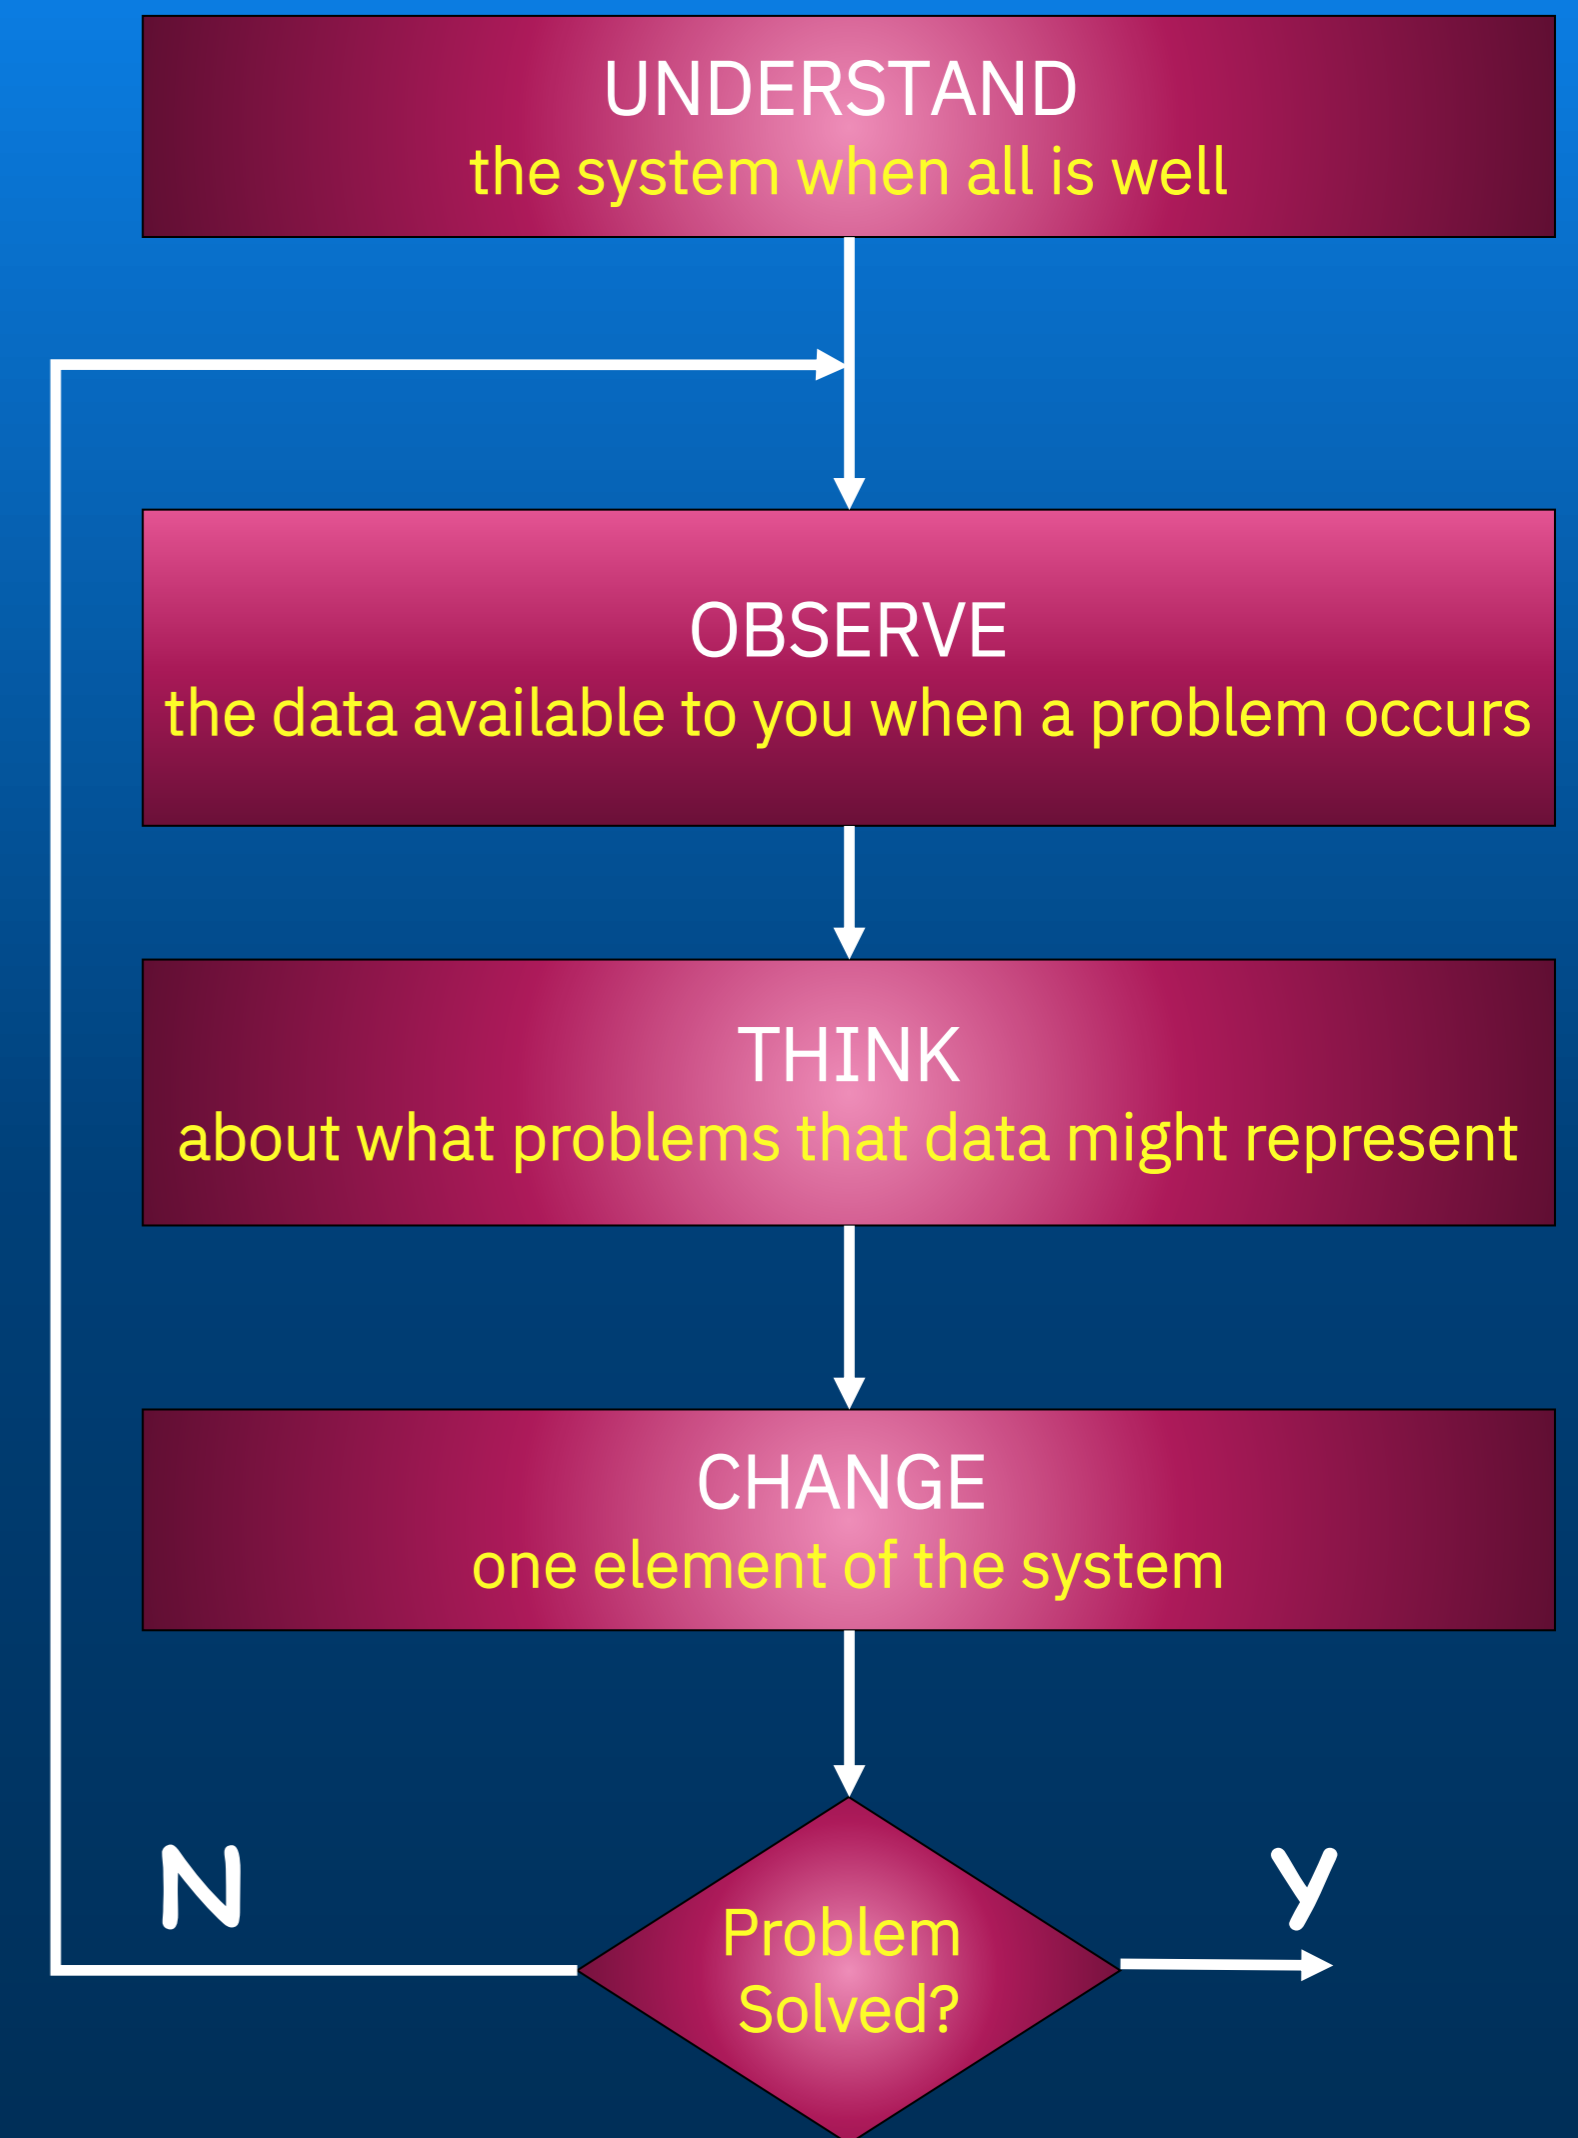 UNDERSTAND
the system when all is well
OBSERVE
the data available to you when a problem occurs
THINK
about what problems that data might represent
CHANGE
one element of the system
N
Y
Problem
Solved?